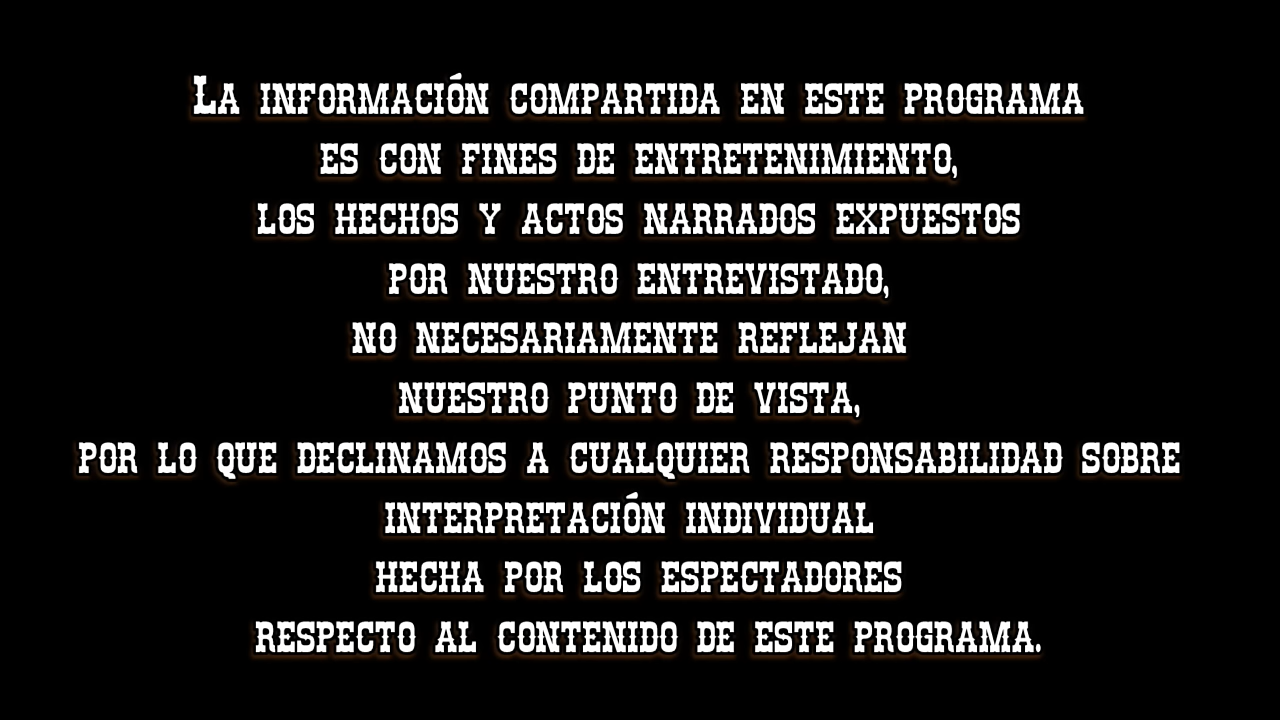 La información compartida en este programa
es con fines de entretenimiento,
los hechos y actos narrados expuestos
por nuestro entrevistado,
no necesariamente reflejan
nuestro punto de vista,
por lo que declinamos a cualquier responsabilidad sobre
interpretación individual
hecha por los espectadores
respecto al contenido de este programa.